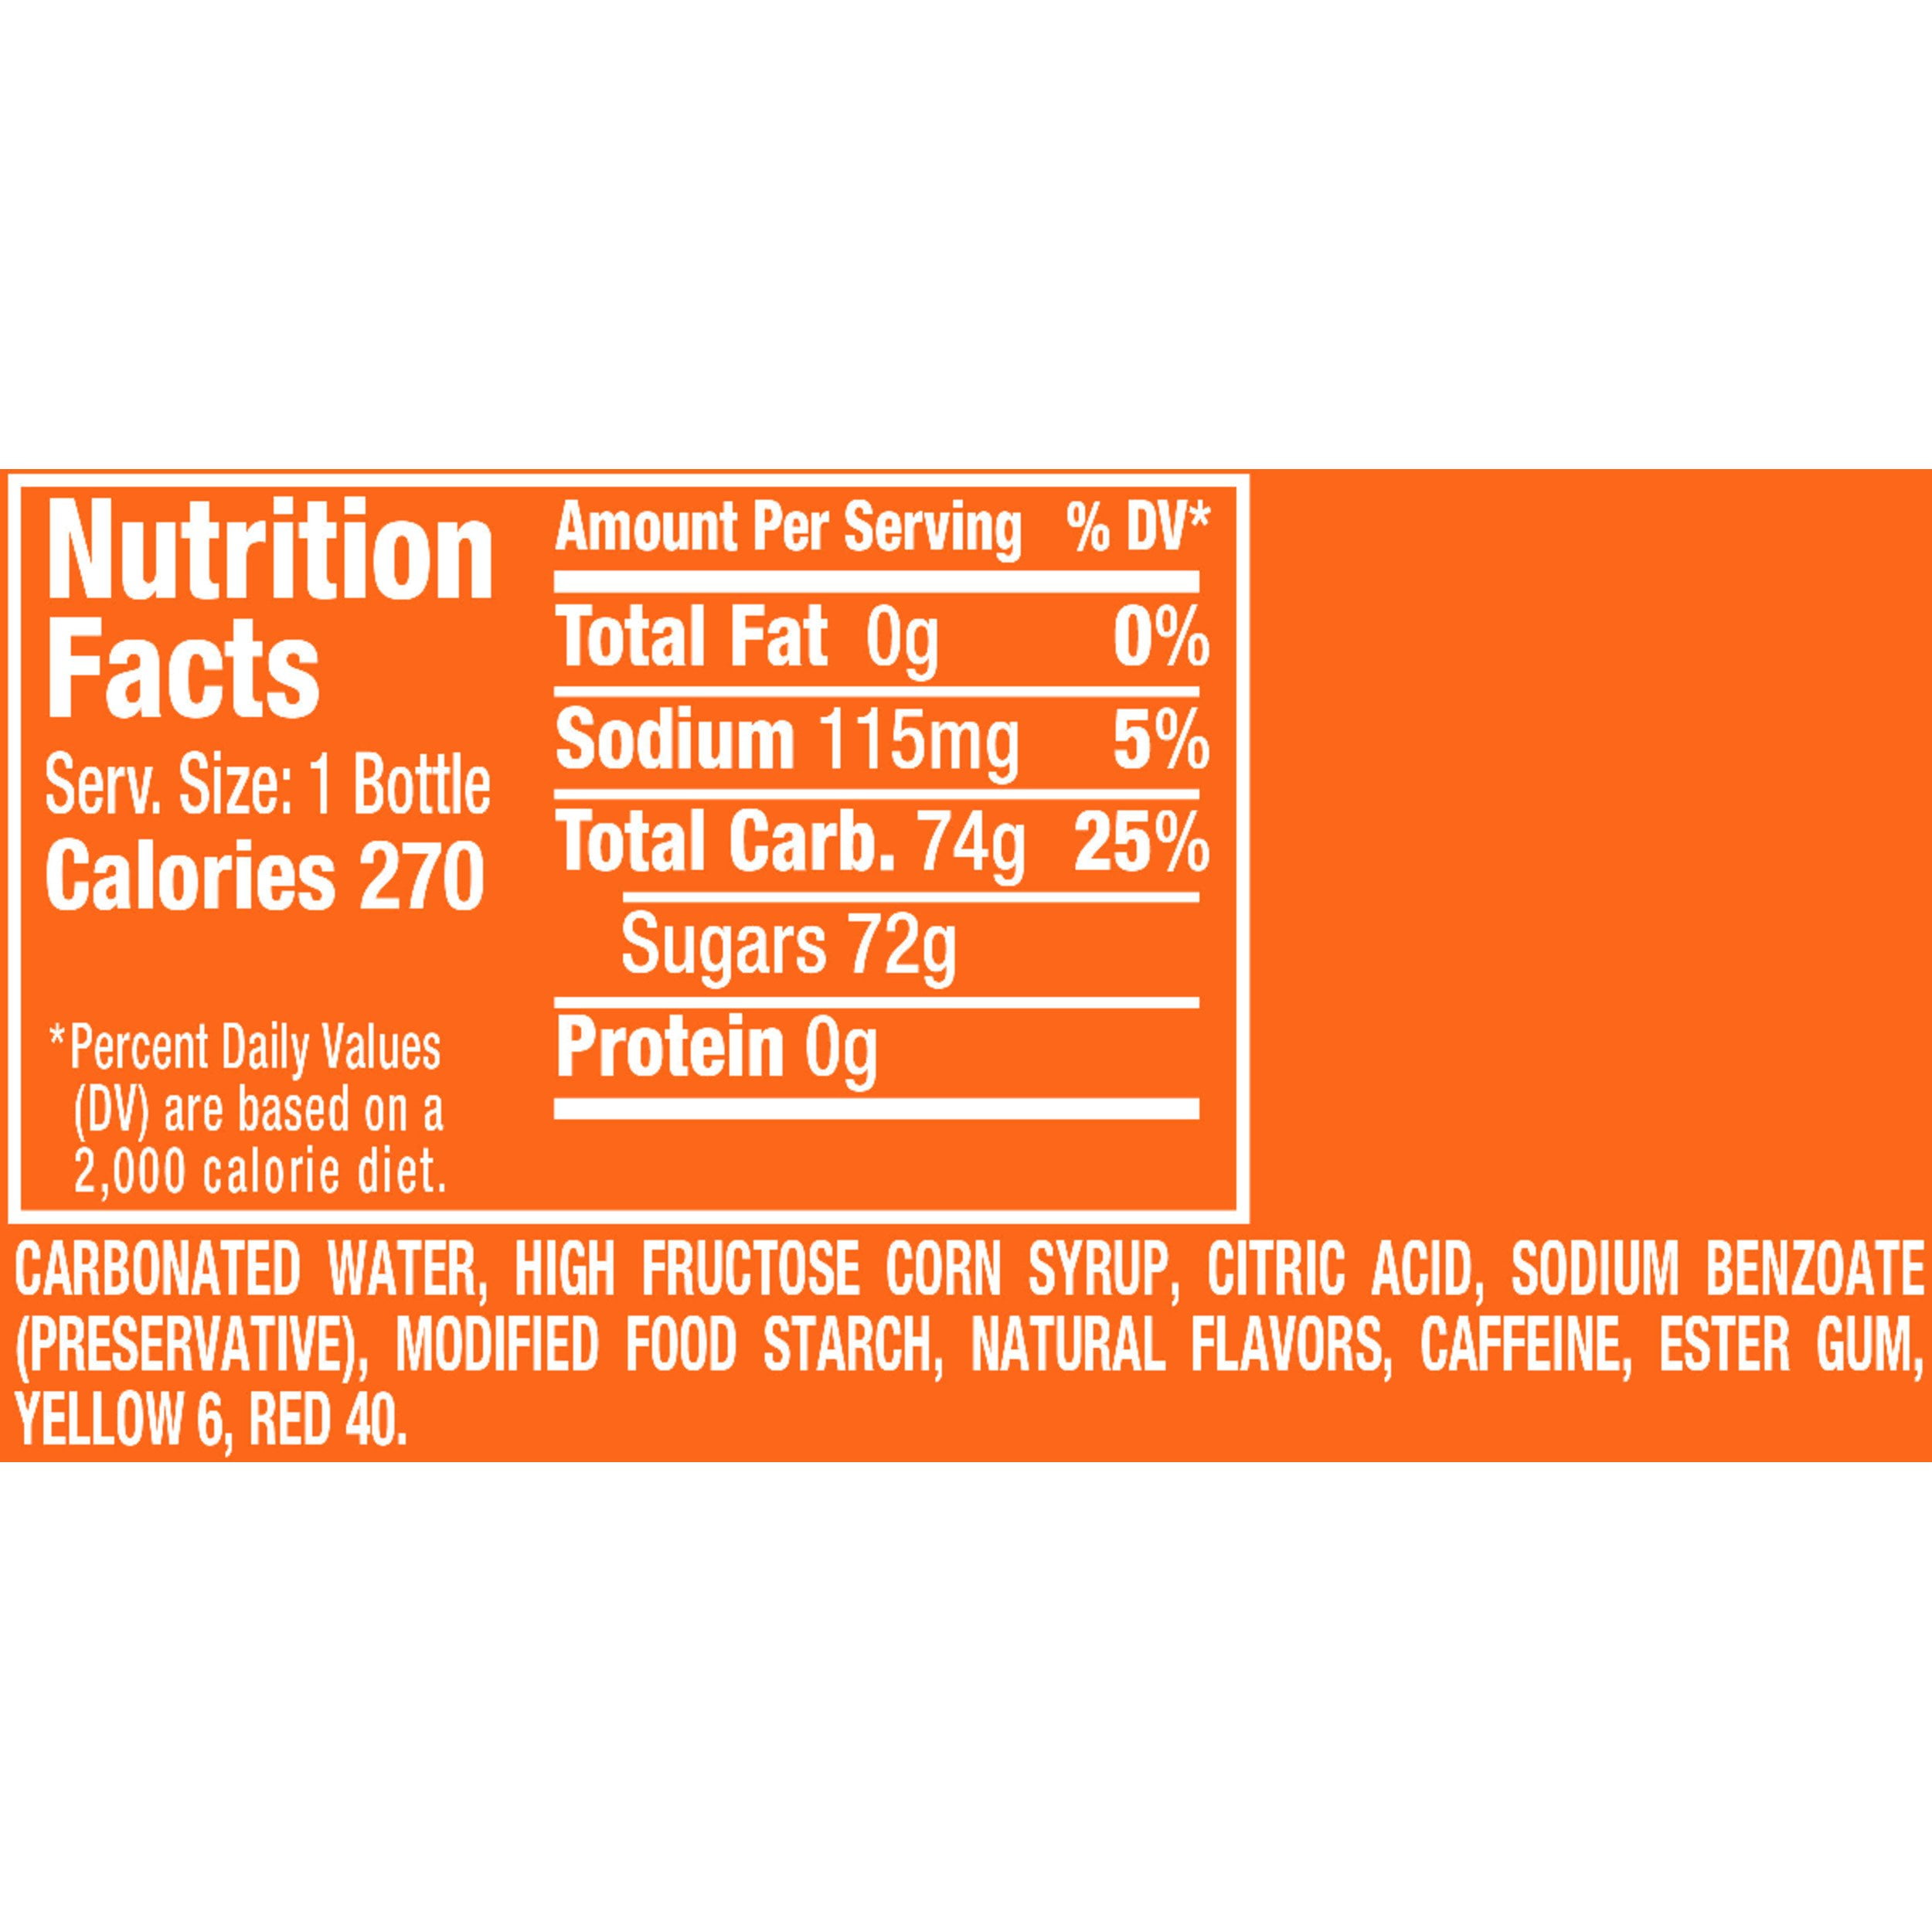 Nutrition
Facts
Serv. Size: 1 Bottle
Calories 270
*Percent Daily Values
(DV) are based on a
2,000 calorie diet.
Amount Per Serving % DV*
Total Fat 0g 0%
Sodium 115mg 5%
Total Carb. 74g 25%
Sugars 72g
Protein 0g
CARBONATED WATER, HIGH FRUCTOSE CORN SYRUP, CITRIC ACID, SODIUM BENZOATE
(PRESERVATIVE), MODIFIED FOOD STARCH, NATURAL FLAVORS, CAFFEINE, ESTER GUM,
YELLOW 6, RED 40.